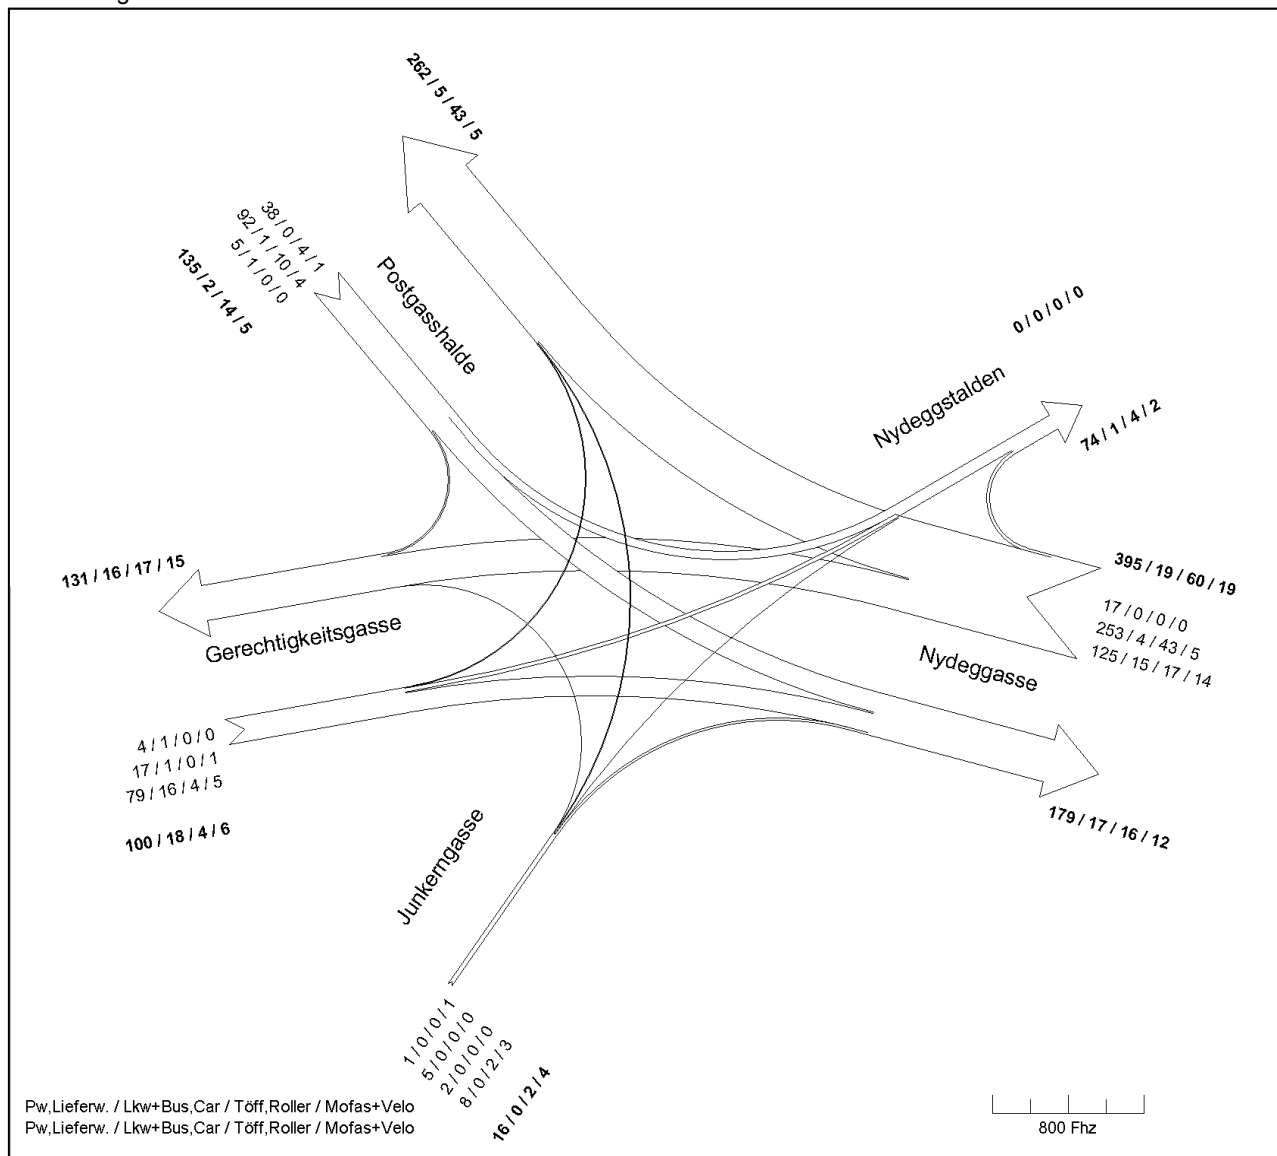 262 / 5 / 43 / 5
38 / 0 / 4 / 1
92 / 1 / 10 / 4
5 / 1 / 0 / 0
135 / 2 / 14 / 5
Postgasshalde
0 / 0 / 0 / 0
Nydeggstalden
74 / 1 / 4 / 2
131 / 16 / 17 / 15
Gerechtigkeitsgasse
395 / 19 / 60 / 19
17 / 0 / 0 / 0
253 / 4 / 43 / 5
125 / 15 / 17 / 14
Nydeggasse
4 / 1 / 0 / 0
17 / 1 / 0 / 1
79 / 16 / 4 / 5
100 / 18 / 4 / 6
179 / 17 / 16 / 12
Junkerngasse
1 / 0 / 0 / 1
5 / 0 / 0 / 0
2 / 0 / 0 / 0
8 / 0 / 2 / 3
16 / 0 / 2 / 4
Pw,Lieferw. / Lkw+Bus,Car / Töff,Roller / Mofas+Velo
Pw,Lieferw. / Lkw+Bus,Car / Töff,Roller / Mofas+Velo
800 Fhz